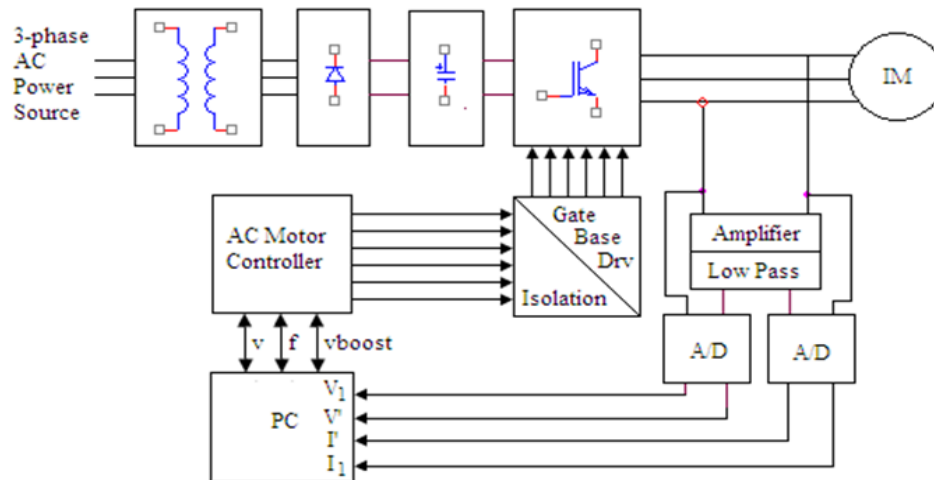 3-phase
AC
Power
Source
IM
AC Motor
Controller
Gate
Base
Drv
Isolation
Amplifier
Low Pass
v f vboost
A/D A/D
PC
V1
V'
I'
I1